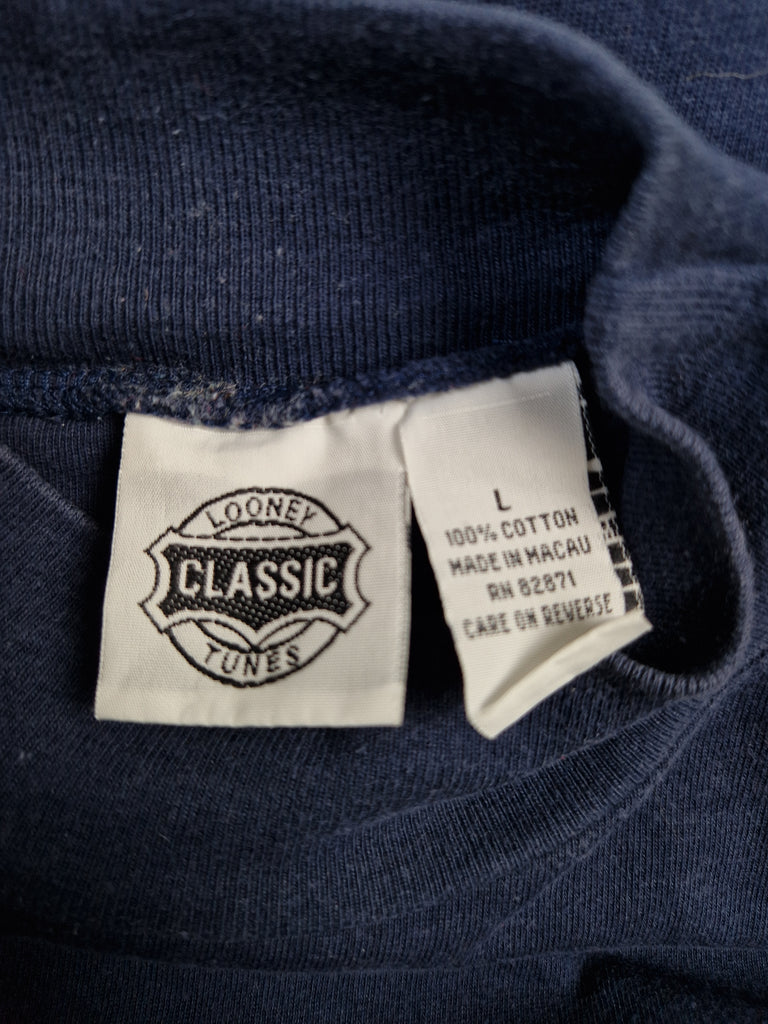 LOONEY
CLASSIC
TUNES
L
100% COTTON
MADE IN MACAU
RN 82871
CARE ON REVERSE